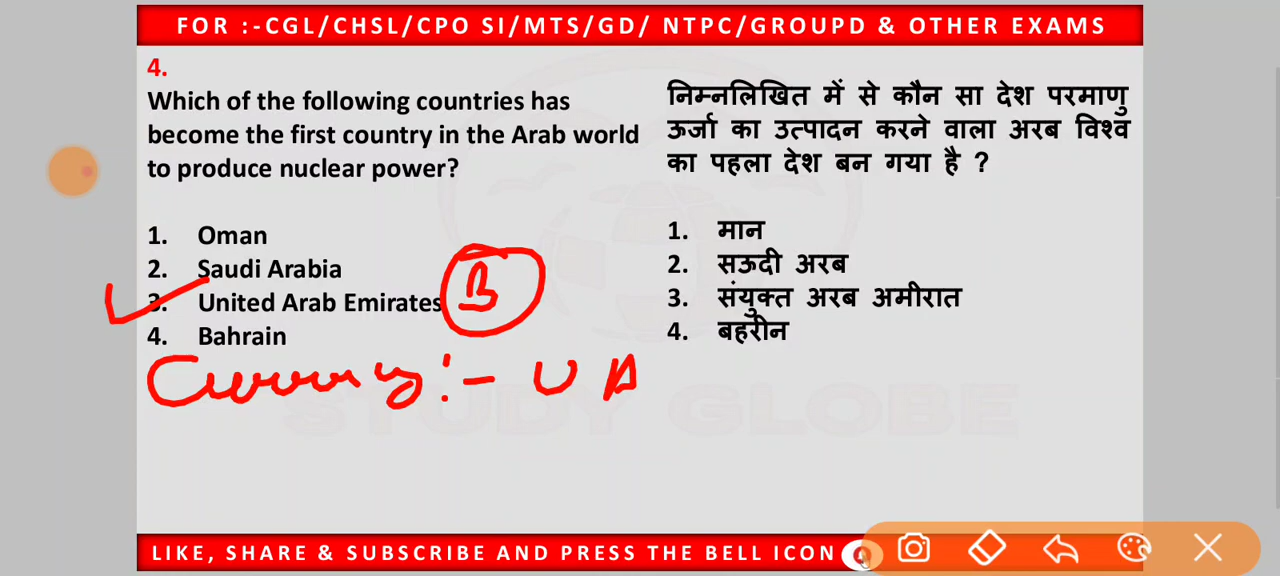 FOR :-CGL/CHSL/CPO SI/MTS/GD/ NTPC/GROUPD & OTHER EXAMS
4.
Which of the following countries has
become the first country in the Arab world
to produce nuclear power?
1. Oman
2. Saudi Arabia
3. United Arab Emirates
4. Bahrain
B
Currency:- U A
निम्नलिखित में से कौन सा देश परमाणु
ऊर्जा का उत्पादन करने वाला अरब विश्व
का पहला देश बन गया है ?
1. मान
2. सऊदी अरब
3. संयुक्त अरब अमीरात
4. बहरीन
STUDY GLOBE
LIKE, SHARE & SUBSCRIBE AND PRESS THE BELL ICON